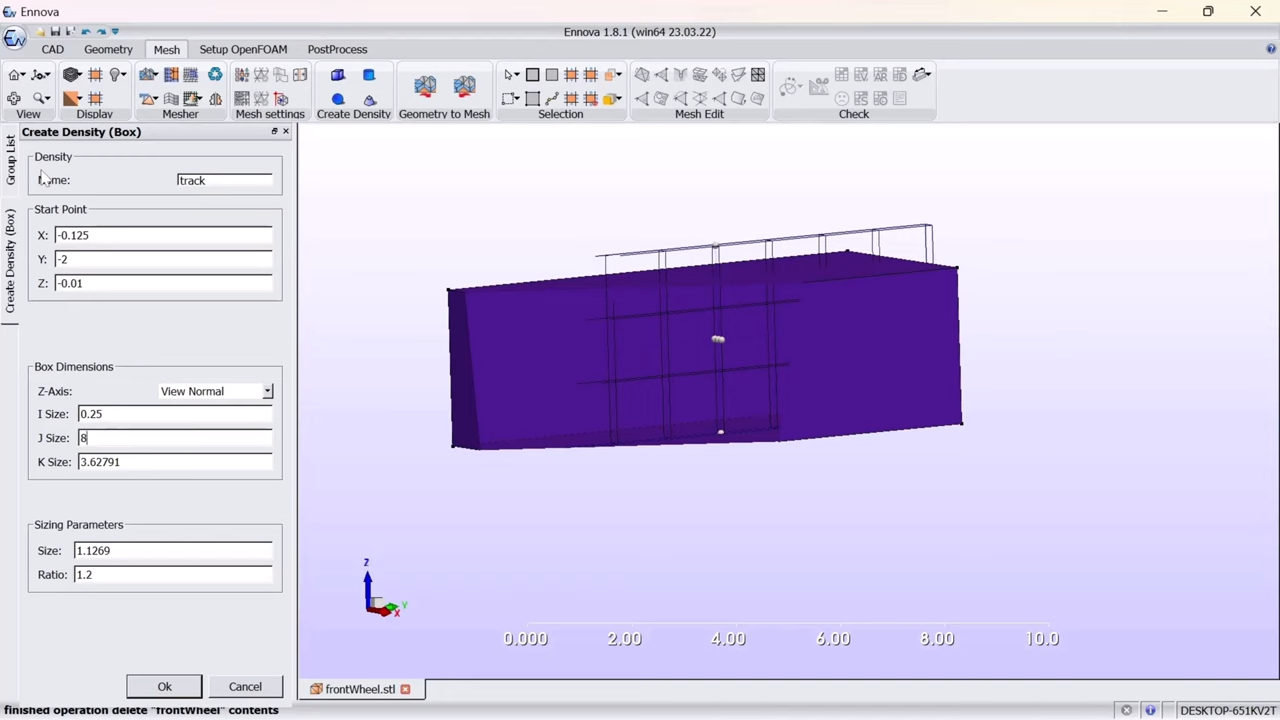 Ennova
Ennova 1.8.1 (win64 23.03.22)
CAD Geometry Mesh Setup OpenFOAM PostProcess
View Display Mesher Mesh settings Create Density Geometry to Mesh Selection Mesh Edit Check
Create Density (Box)
Group List
Create Density (Box)
Density
me: track
Start Point
X: -0.125
Y: -2
Z: -0.01
Box Dimensions
Z-Axis: View Normal
I Size: 0.25
J Size: 8
K Size: 3.62791
Sizing Parameters
Size: 1.1269
Ratio: 1.2
Ok Cancel
Z
Y
X
0.000 2.00 4.00 6.00 8.00 10.0
frontWheel.stl
finished operation delete "frontWheel" contents
DESKTOP-651KV2T